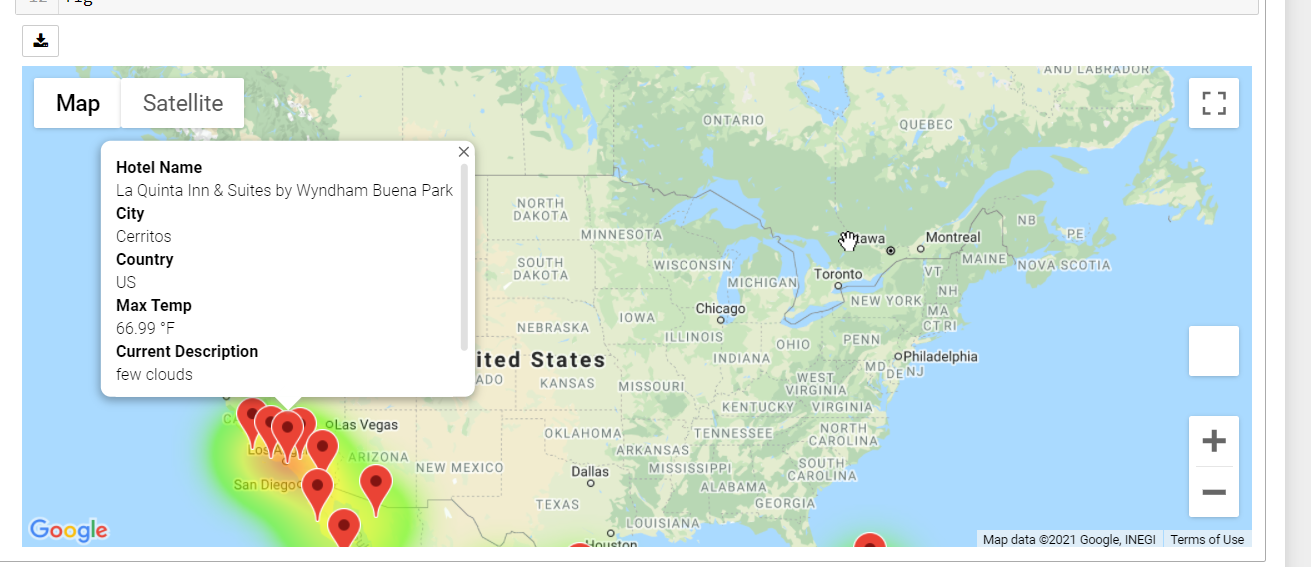 12
Map
Satellite
Hotel Name
La Quinta Inn & Suites by Wyndham Buena Park
City
Cerritos
Country
US
Max Temp
66.99 °F
Current Description
few clouds
AND LABRADOR
ONTARIO
QUEBEC
NORTH
DAKOTA
MINNESOTA
NB
PE
Montreal
MAINE
NOVA SCOTIA
SOUTH
DAKOTA
WISCONSIN
MICHIGAN
Toronto
VT
NH
NEW YORK
MA
CT RI
Chicago
IOWA
NEBRASKA
ILLINOIS
INDIANA
OHIO
PENN
Philadelphia
MD
DE NJ
ited States
KANSAS
MISSOURI
WEST
VIRGINIA
KENTUCKY
VIRGINIA
Las Vegas
OKLAHOMA
TENNESSEE
NORTH
CAROLINA
ARKANSAS
ARIZONA
NEW MEXICO
MISSISSIPPI
SOUTH
CAROLINA
Dallas
San Diego
ALABAMA
TEXAS
GEORGIA
LOUISIANA
Houston
Google
Map data ©2021 Google, INEGI
Terms of Use